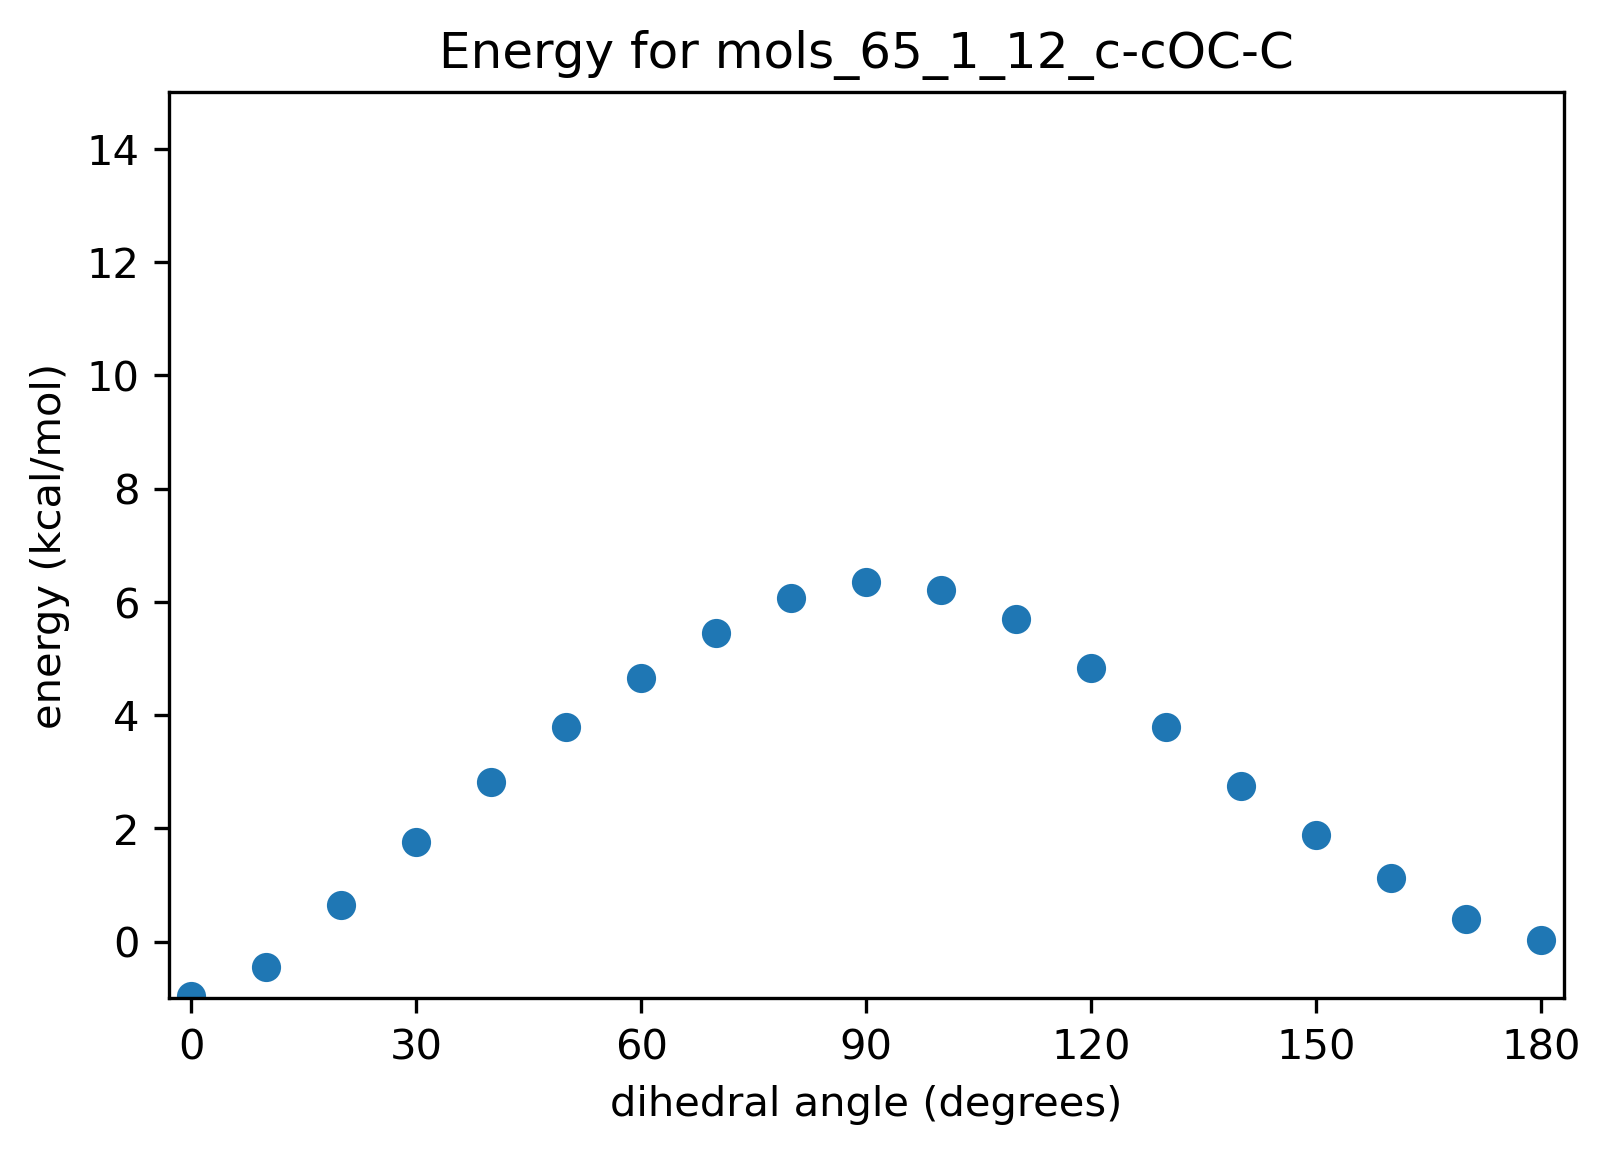 Energy for mols_65_1_12_c-cOC-C
14
12
10
8
6
4
2
0
energy (kcal/mol)
0 30 60 90 120 150 180
dihedral angle (degrees)